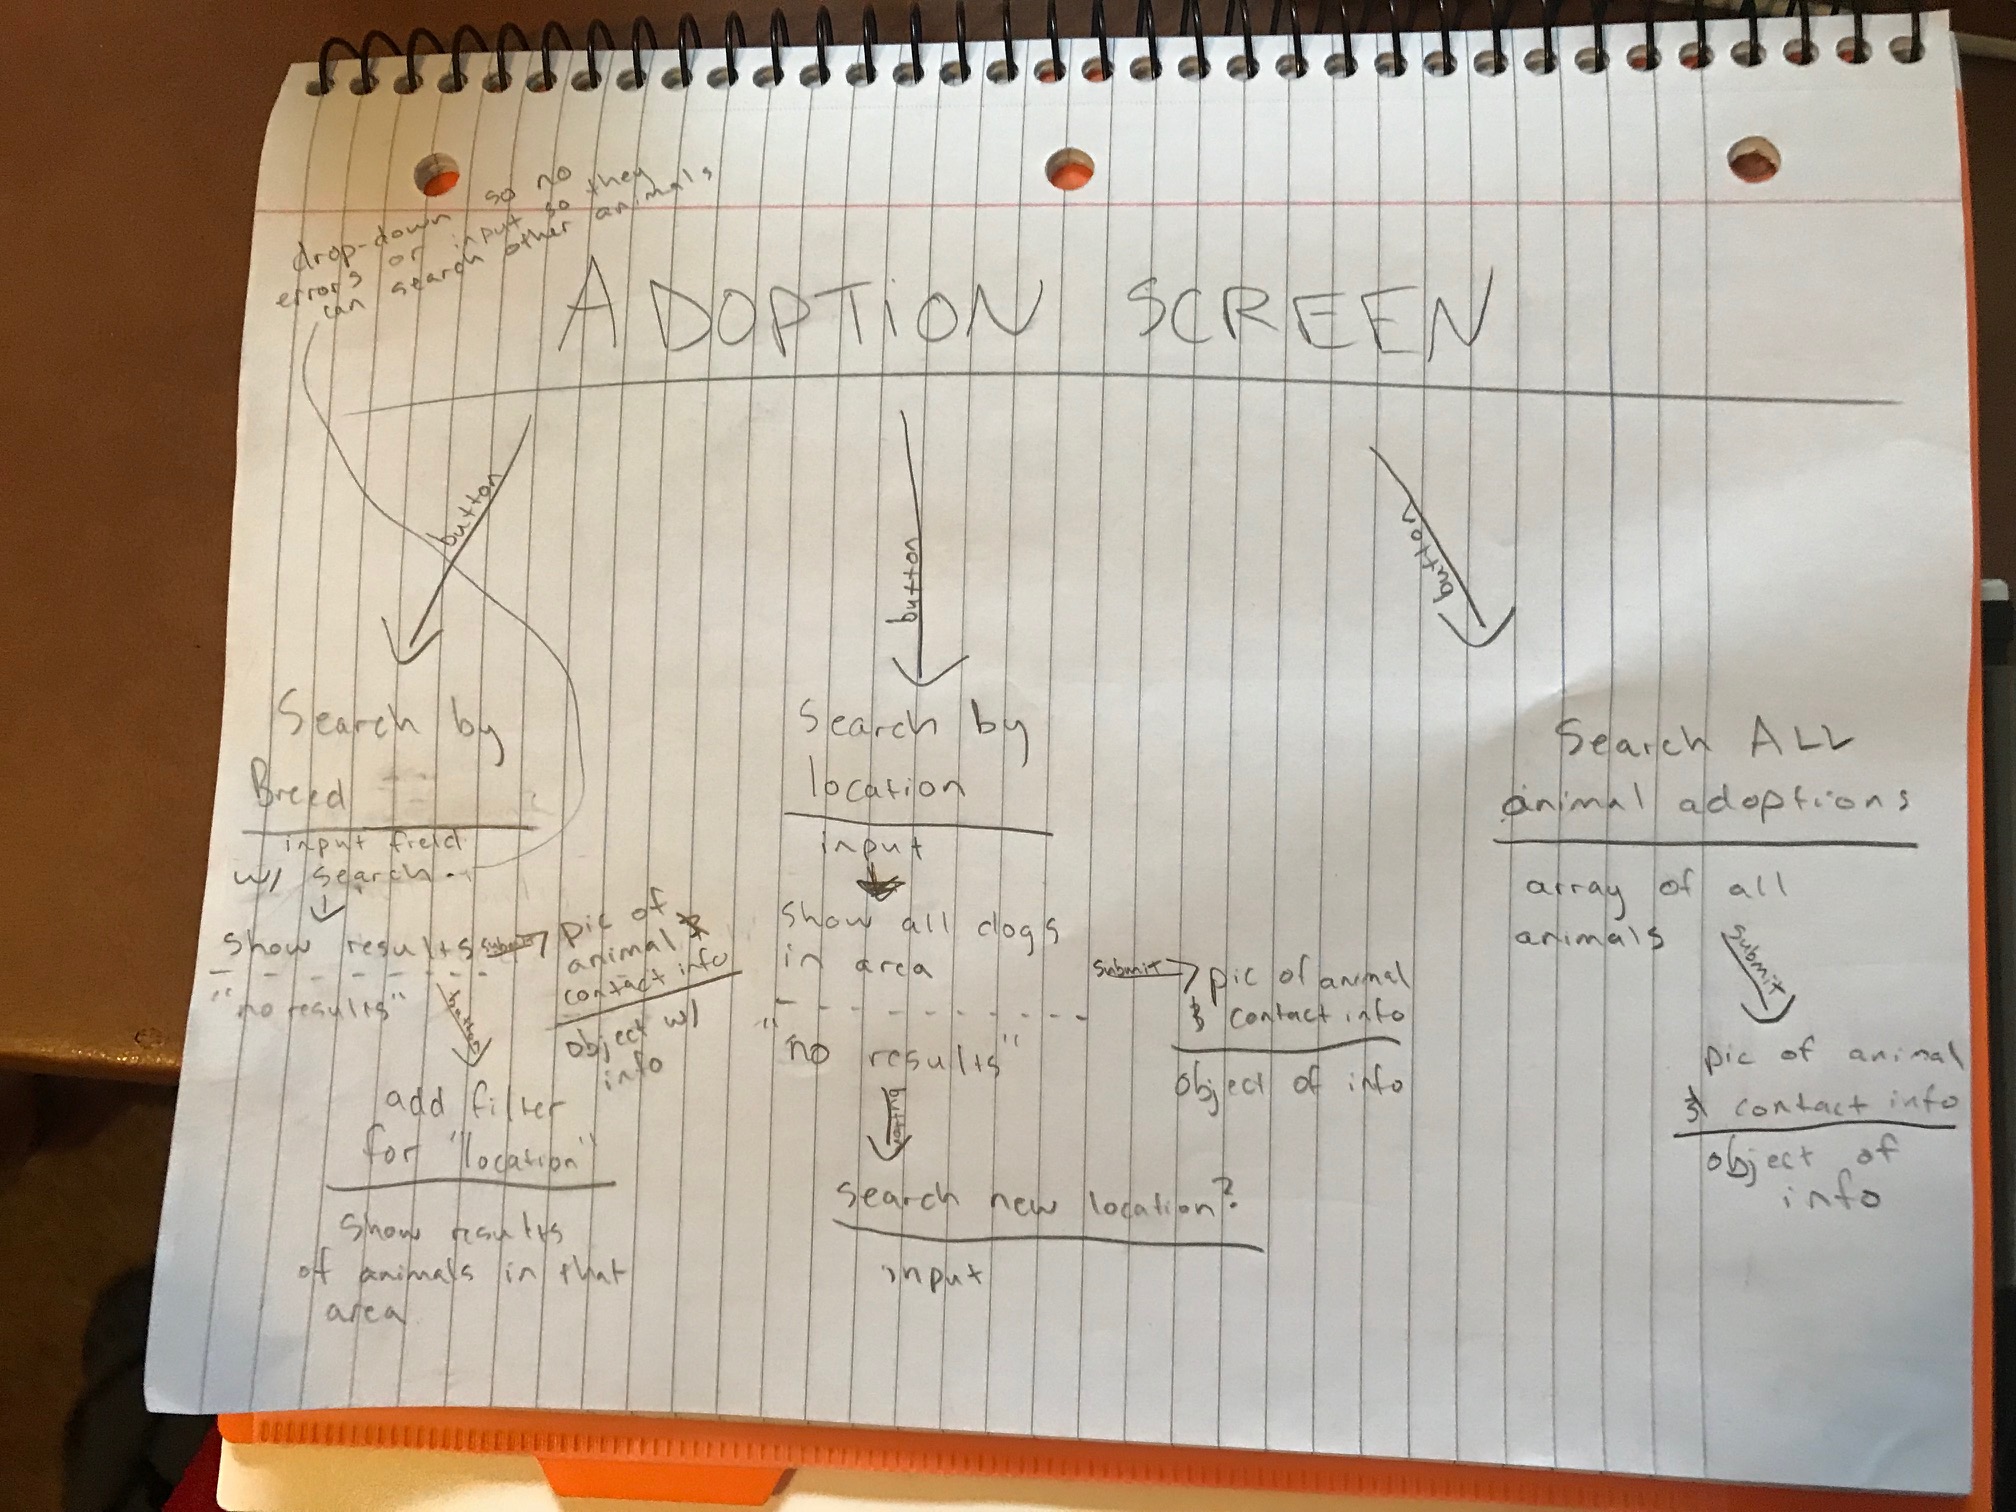 drop-down so no
errors or input so they
can search other animals
ADOPTION SCREEN
button
button
button
Search by
Breed
input field
w/ search
show results
"no results"
submit
pic of
animal &
contact info
object w/
info
button
add filter
for "location"
show results
of animals in that
area
Search by
location
input
show all dogs
in area
"no results"
submit
pic of animal
& contact info
object of info
button
search new location?
input
Search ALL
animal adoptions
array of all
animals
submit
pic of animal
& contact info
object of
info